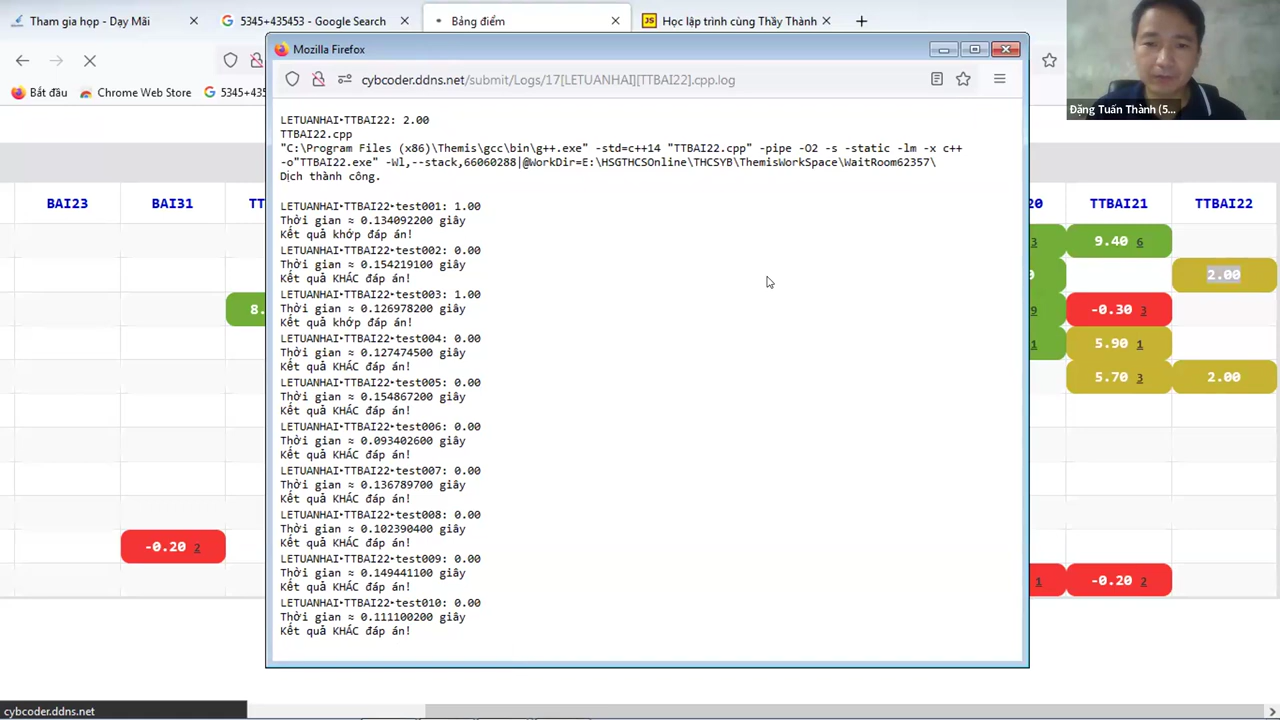 Tham gia họp - Dạy Mãi
5345+435453 - Google Search
Bảng điểm
JS Học lập trình cùng Thầy Thành
Mozilla Firefox
cybcoder.ddns.net/submit/Logs/17[LETUANHAI][TTBAI22].cpp.log
Bắt đầu
Chrome Web Store
5345+435
Đặng Tuấn Thành (5...
LETUANHAI‣TTBAI22: 2.00
TTBAI22.cpp
"C:\Program Files (x86)\Themis\gcc\bin\g++.exe" -std=c++14 "TTBAI22.cpp" -pipe -O2 -s -static -lm -x c++
-o"TTBAI22.exe" -Wl,--stack,66060288|@WorkDir=E:\HSGTHCSOnline\THCSYB\ThemisWorkSpace\WaitRoom62357\
Dịch thành công.
LETUANHAI‣TTBAI22‣test001: 1.00
Thời gian ≈ 0.134092200 giây
Kết quả khớp đáp án!
LETUANHAI‣TTBAI22‣test002: 0.00
Thời gian ≈ 0.154219100 giây
Kết quả KHÁC đáp án!
LETUANHAI‣TTBAI22‣test003: 1.00
Thời gian ≈ 0.126978200 giây
Kết quả khớp đáp án!
LETUANHAI‣TTBAI22‣test004: 0.00
Thời gian ≈ 0.127474500 giây
Kết quả KHÁC đáp án!
LETUANHAI‣TTBAI22‣test005: 0.00
Thời gian ≈ 0.154867200 giây
Kết quả KHÁC đáp án!
LETUANHAI‣TTBAI22‣test006: 0.00
Thời gian ≈ 0.093402600 giây
Kết quả KHÁC đáp án!
LETUANHAI‣TTBAI22‣test007: 0.00
Thời gian ≈ 0.136789700 giây
Kết quả KHÁC đáp án!
LETUANHAI‣TTBAI22‣test008: 0.00
Thời gian ≈ 0.102390400 giây
Kết quả KHÁC đáp án!
LETUANHAI‣TTBAI22‣test009: 0.00
Thời gian ≈ 0.149441100 giây
Kết quả KHÁC đáp án!
LETUANHAI‣TTBAI22‣test010: 0.00
Thời gian ≈ 0.111100200 giây
Kết quả KHÁC đáp án!
BAI23 BAI31 TT 20 TTBAI21 TTBAI22
3 9.40 6
0 2.00
8. 9 -0.30 3
1 5.90 1
5.70 3 2.00
-0.20 2
1 -0.20 2
cybcoder.ddns.net